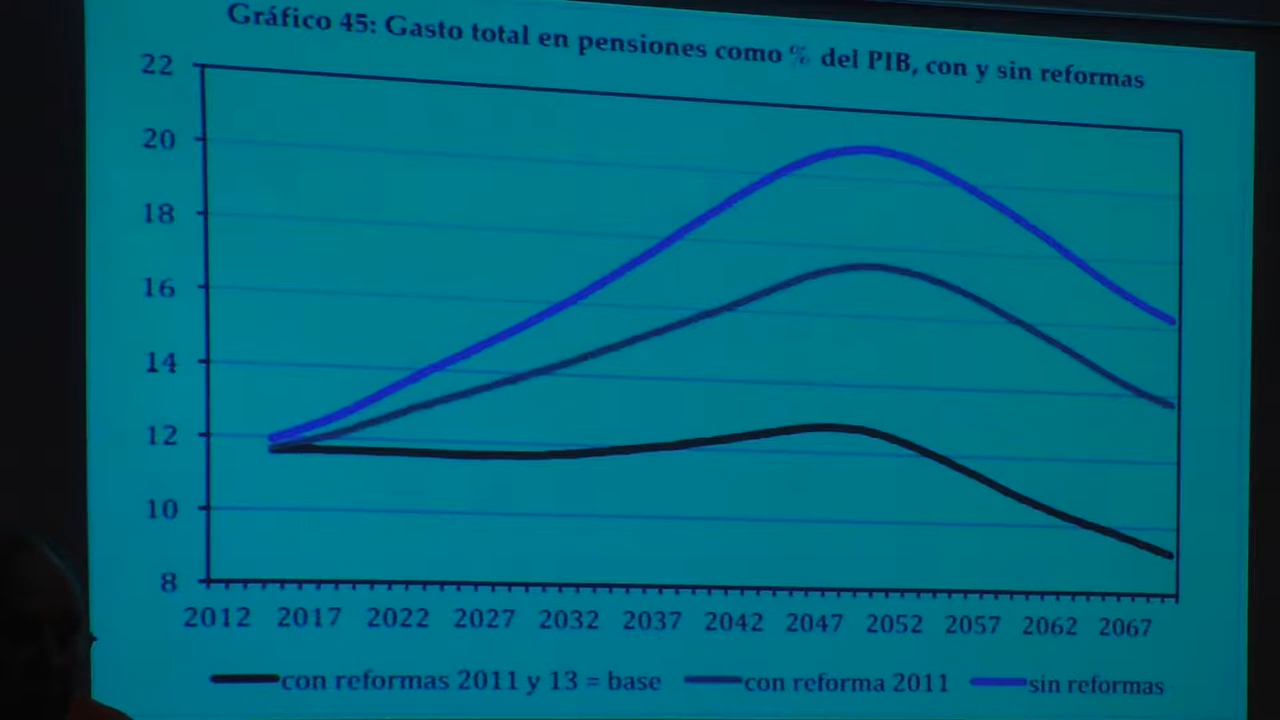 Gráfico 45: Gasto total en pensiones como % del PIB, con y sin reformas
22
20
18
16
14
12
10
8
2012 2017 2022 2027 2032 2037 2042 2047 2052 2057 2062 2067
con reformas 2011 y 13 = base con reforma 2011 sin reformas